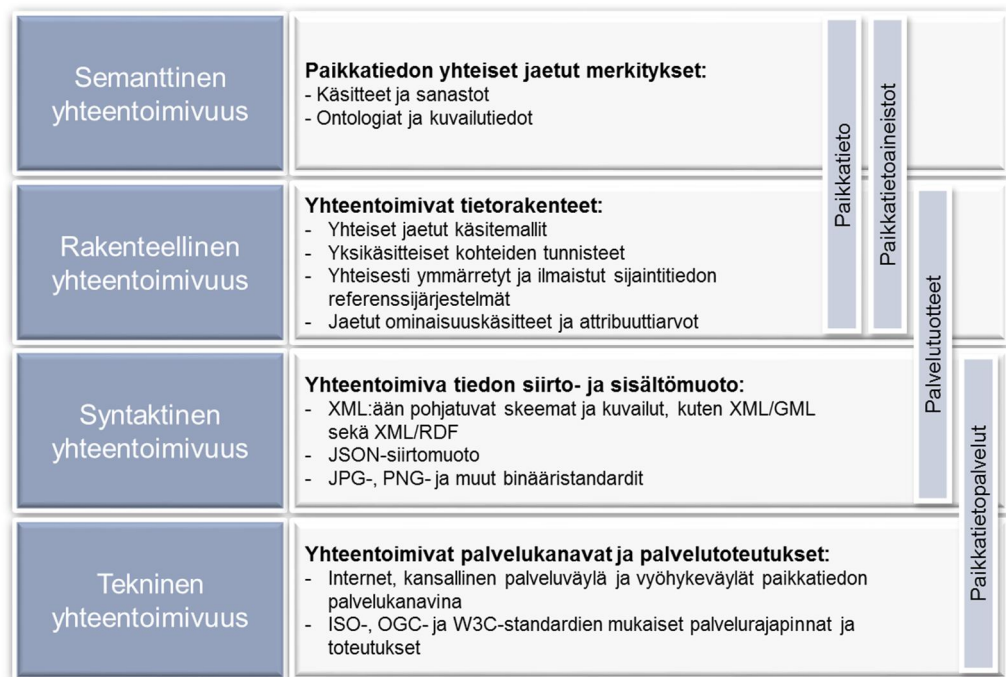 Semanttinen
yhteentoimivuus
Paikkatiedon yhteiset jaetut merkitykset:
- Käsitteet ja sanastot
- Ontologiat ja kuvailutiedot
Rakenteellinen
yhteentoimivuus
Yhteentoimivat tietorakenteet:
- Yhteiset jaetut käsitemallit
- Yksikäsitteiset kohteiden tunnisteet
- Yhteisesti ymmärretyt ja ilmaistut sijaintitiedon
referenssijärjestelmät
- Jaetut ominaisuuskäsitteet ja attribuuttiarvot
Syntaktinen
yhteentoimivuus
Yhteentoimiva tiedon siirto- ja sisältömuoto:
- XML:ään pohjatuvat skeemat ja kuvailut, kuten XML/GML
sekä XML/RDF
- JSON-siirtomuoto
- JPG-, PNG- ja muut binääristandardit
Tekninen
yhteentoimivuus
Yhteentoimivat palvelukanavat ja palvelutoteutukset:
- Internet, kansallinen palveluväylä ja vyöhykeväylät paikkatiedon
palvelukanavina
- ISO-, OGC- ja W3C-standardien mukaiset palvelurajapinnat ja
toteutukset
Paikkatieto
Paikkatietoaineistot
Palvelutuotteet
Paikkatietopalvelut